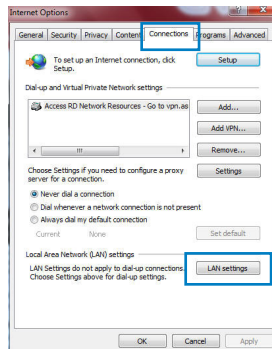 Internet Options
General Security Privacy Content Connections Programs Advanced
To set up an Internet connection, click
Setup.
Setup
Dial-up and Virtual Private Network settings
Access RD Network Resources - Go to vpn.as
Add...
Add VPN...
Remove...
Choose Settings if you need to configure a proxy
server for a connection.
Settings
Never dial a connection
Dial whenever a network connection is not present
Always dial my default connection
Current None
Set default
Local Area Network (LAN) settings
LAN Settings do not apply to dial-up connections.
Choose Settings above for dial-up settings.
LAN settings
OK Cancel Apply